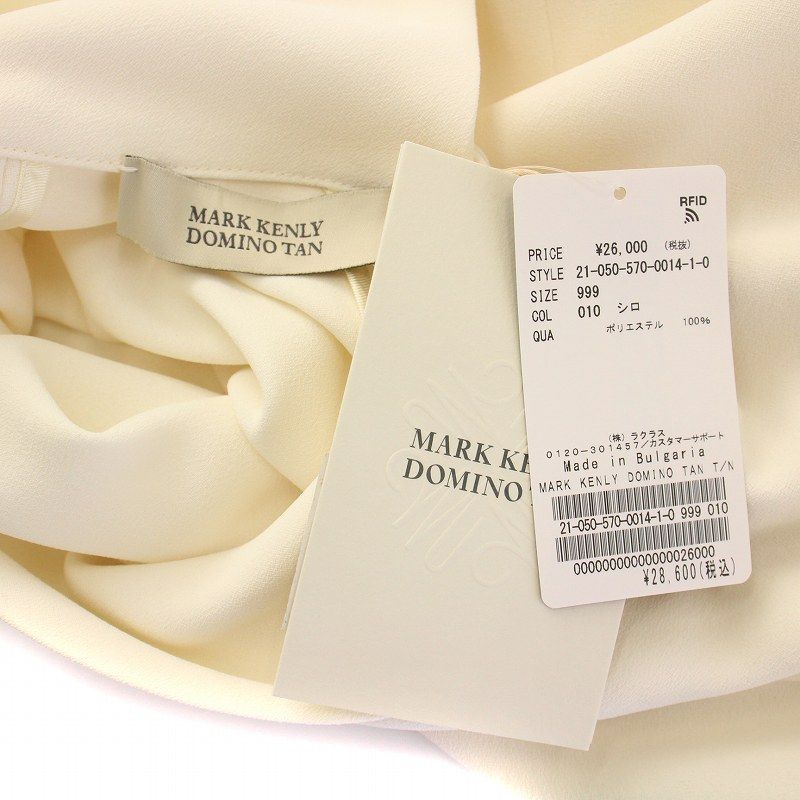 MARK KENLY
DOMINO TAN
MARK KE
DOMINO T
RFID
PRICE ¥26,000 (税抜)
STYLE 21-050-570-0014-1-0
SIZE 999
COL 010 シロ
QUA ポリエステル 100%
(株)ラクラス
0120-301457/カスタマーサポート
Made in Bulgaria
MARK KENLY DOMINO TAN T/N
21-050-570-0014-1-0 999 010
00000000000000026000
¥28,600(税込)